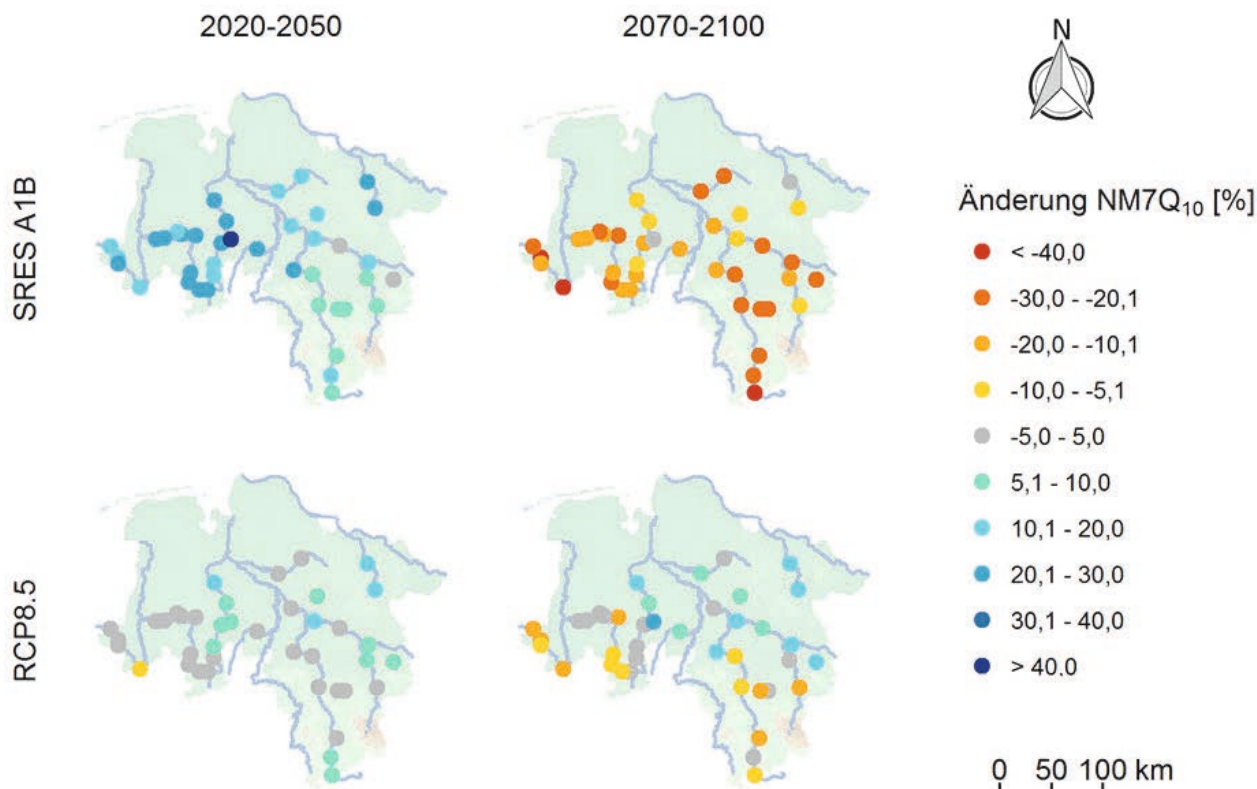 2020-2050
2070-2100
N
SRES A1B
RCP8.5
Änderung NM7Q₁₀ [%]
< -40,0
-30,0 - -20,1
-20,0 - -10,1
-10,0 - -5,1
-5,0 - 5,0
5,1 - 10,0
10,1 - 20,0
20,1 - 30,0
30,1 - 40,0
> 40.0
0 50 100 km